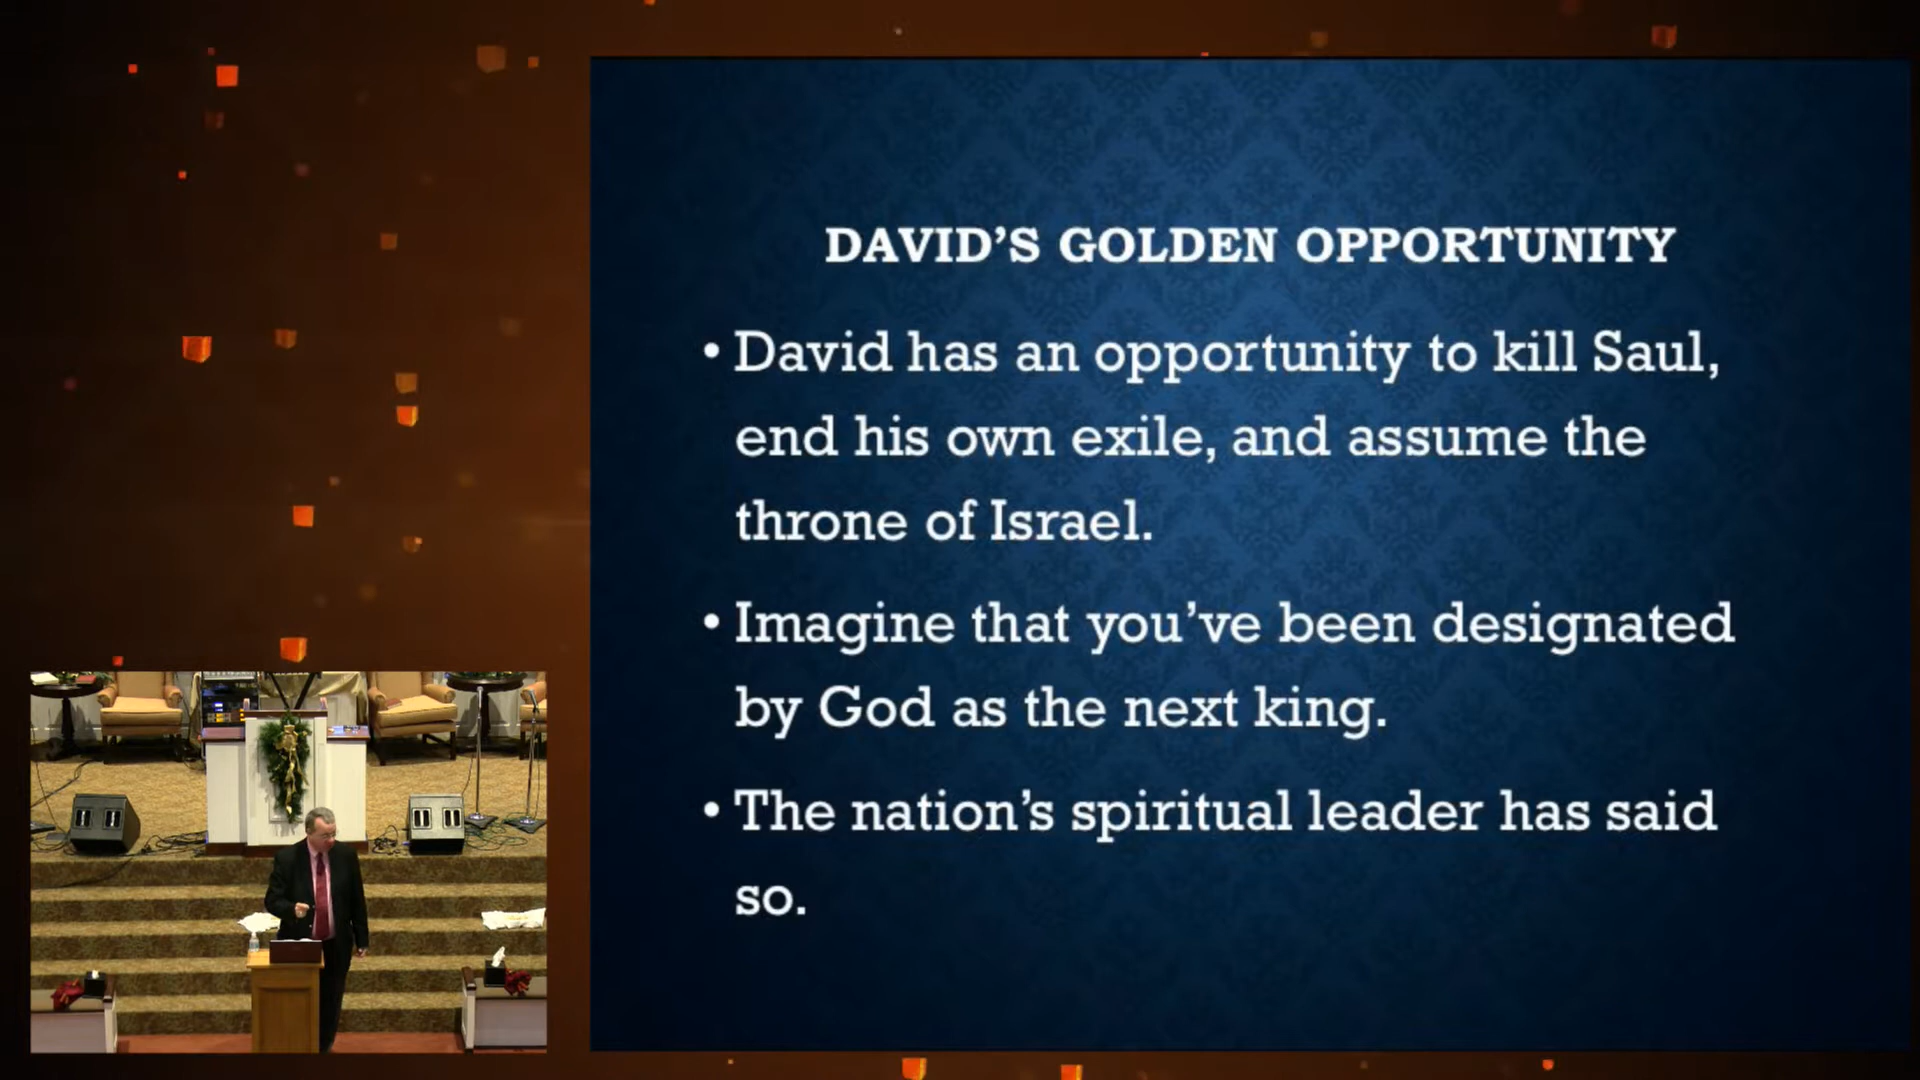 DAVID’S GOLDEN OPPORTUNITY
• David has an opportunity to kill Saul,
end his own exile, and assume the
throne of Israel.
• Imagine that you’ve been designated
by God as the next king.
• The nation’s spiritual leader has said
so.